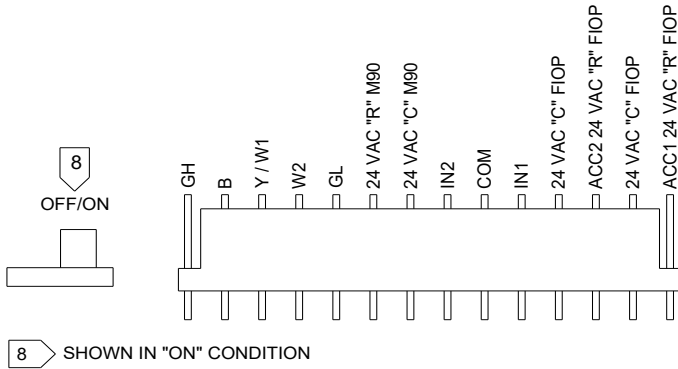 8
OFF/ON
GH
B
Y / W1
W2
GL
24 VAC "R" M90
24 VAC "C" M90
IN2
COM
IN1
24 VAC "C" FIOP
ACC2 24 VAC "R" FIOP
24 VAC "C" FIOP
ACC1 24 VAC "R" FIOP
8 SHOWN IN "ON" CONDITION